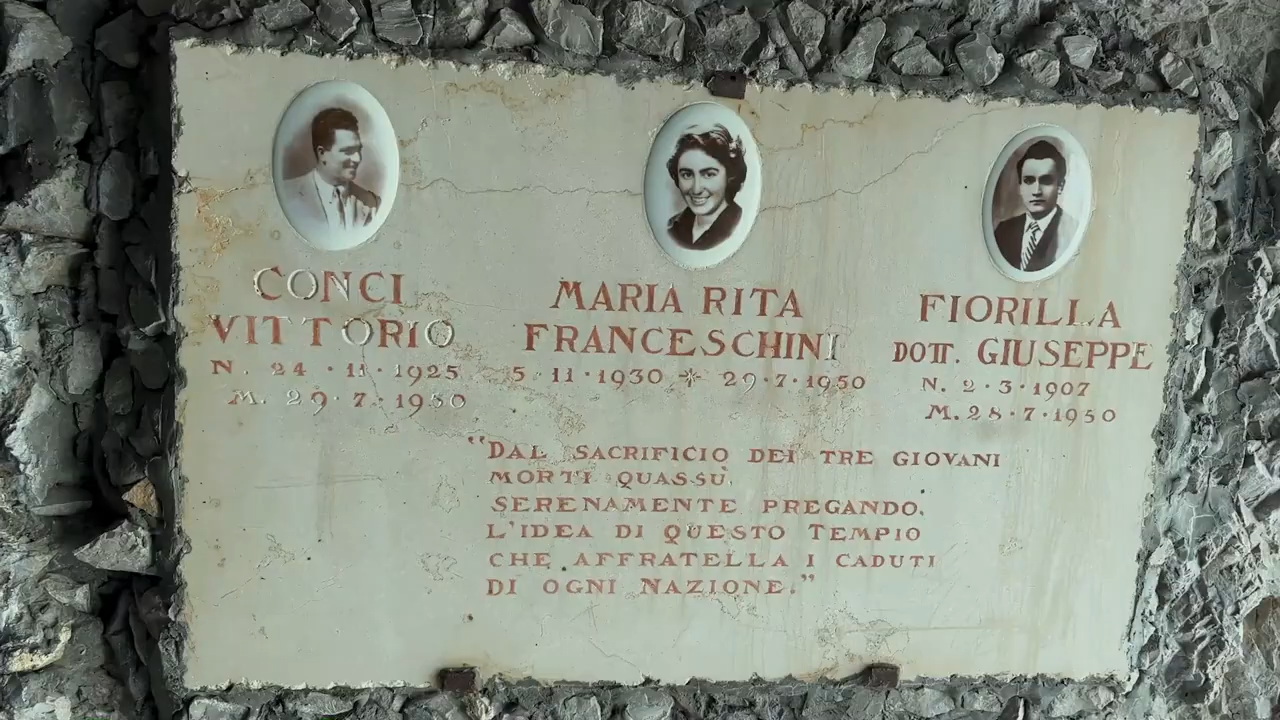 CONCI
VITTORIO
N. 24 · 11 · 1925
M. 29 · 7 · 1950
MARIA RITA
FRANCESCHINI
5 · 11 · 1930 ✳ 29 · 7 · 1950
FIORILLA
DOTT. GIUSEPPE
N. 2 · 3 · 1907
M. 28 · 7 · 1950
“DAL SACRIFICIO DEI TRE GIOVANI
MORTI QUASSÙ,
SERENAMENTE PREGANDO.
L'IDEA DI QUESTO TEMPIO
CHE AFFRATELLA I CADUTI
DI OGNI NAZIONE.”